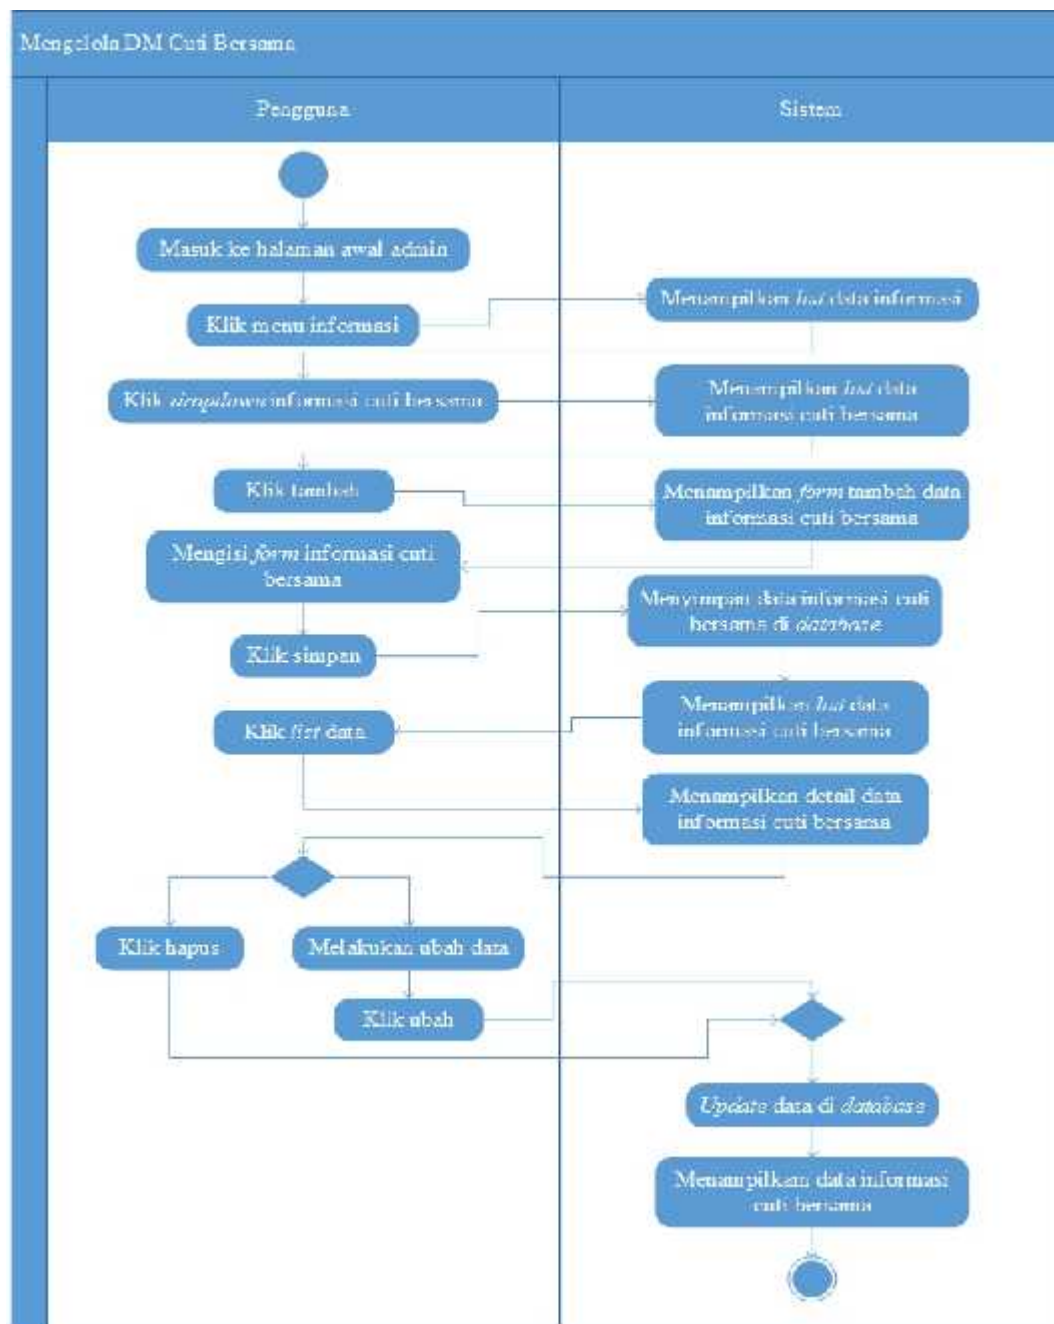 Mengelola DM Cuti Bersama
Pengguna
Sistem
Masuk ke halaman awal admin
Menampilkan list data informasi
Klik menu informasi
Klik dropdown informasi cuti bersama
Menampilkan list data
informasi cuti bersama
Klik tambah
Menampilkan form tambah data
informasi cuti bersama
Mengisi form informasi cuti
bersama
Menyimpan data informasi cuti
bersama di database
Klik simpan
Menampilkan list data
informasi cuti bersama
Klik list data
Menampilkan detail data
informasi cuti bersama
Klik hapus
Melakukan ubah data
Klik ubah
Update data di database
Menampilkan data informasi
cuti bersama